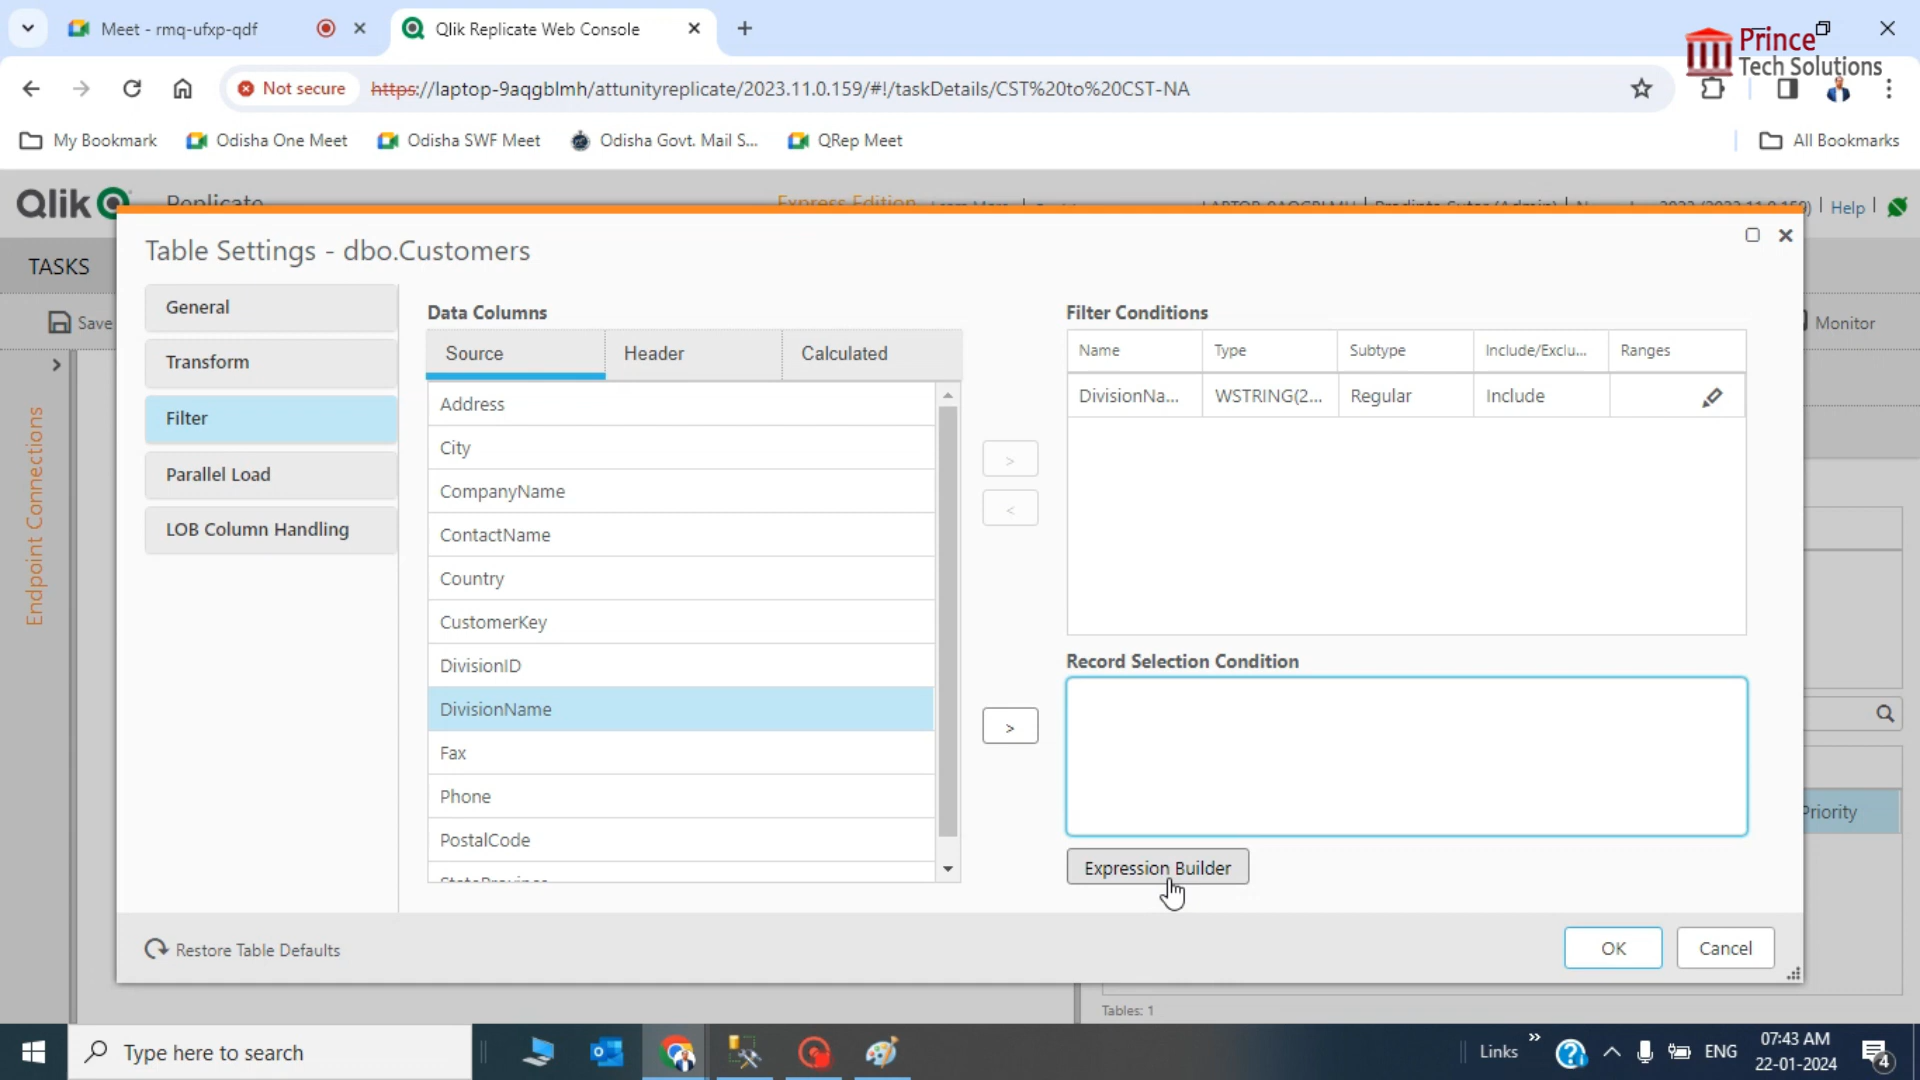 Meet - rmq-ufxp-qdf
Qlik Replicate Web Console
Prince
Tech Solutions
Not secure
https://laptop-9aqgblmh/attunityreplicate/2023.11.0.159/#!/taskDetails/CST%20to%20CST-NA
My Bookmark
Odisha One Meet
Odisha SWF Meet
Odisha Govt. Mail S...
QRep Meet
All Bookmarks
Qlik
Replicate
Express Edition
Help
TASKS
Save
Monitor
Endpoint Connections
Table Settings - dbo.Customers
General
Transform
Filter
Parallel Load
LOB Column Handling
Data Columns
Source Header Calculated
Address
City
CompanyName
ContactName
Country
CustomerKey
DivisionID
DivisionName
Fax
Phone
PostalCode
StateProvince
>
<
>
Filter Conditions
Name Type Subtype Include/Exclu... Ranges
DivisionNa... WSTRING(2... Regular Include
Record Selection Condition
Expression Builder
Priority
Restore Table Defaults
OK
Cancel
Tables: 1
Type here to search
Links
ENG
07:43 AM
22-01-2024
4